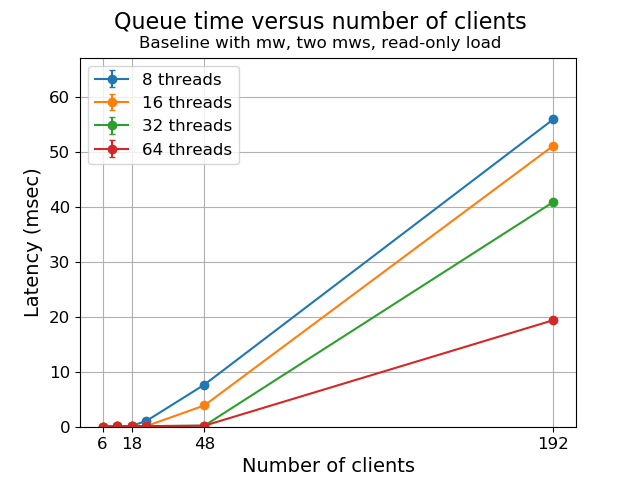 Queue time versus number of clients
Baseline with mw, two mws, read-only load
8 threads
16 threads
32 threads
64 threads
Latency (msec)
60
50
40
30
20
10
0
6 18 48 192
Number of clients